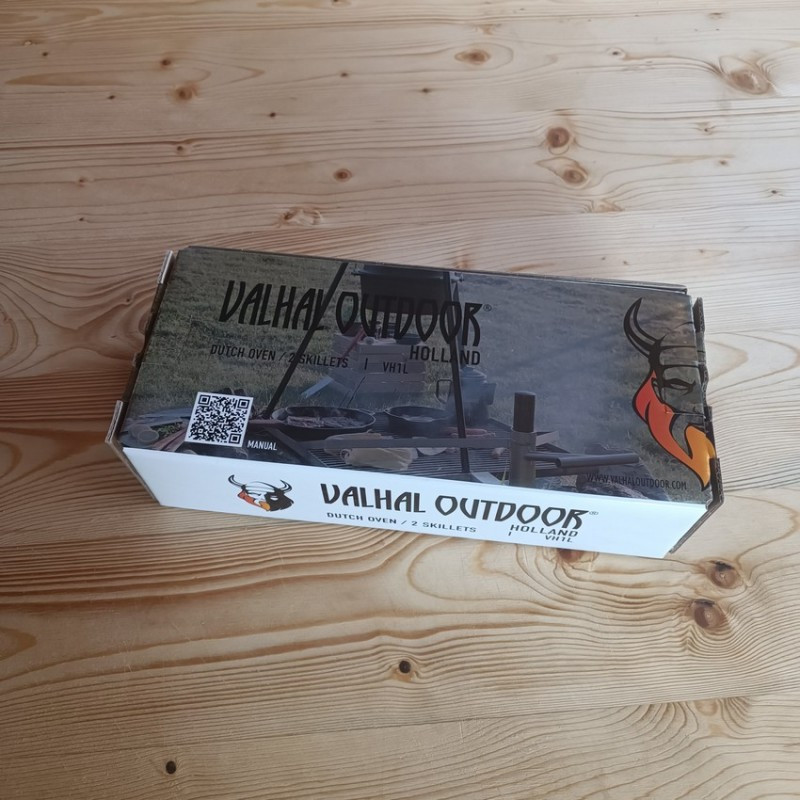 VALHAL OUTDOOR®
HOLLAND
DUTCH OVEN / 2 SKILLETS | VH1L
MANUAL
WWW.VALHALOUTDOOR.COM
VALHAL OUTDOOR®
HOLLAND
DUTCH OVEN / 2 SKILLETS | VH1L